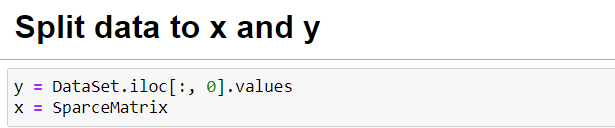 Split data to x and y
y = DataSet.iloc[:, 0].values
x = SparceMatrix